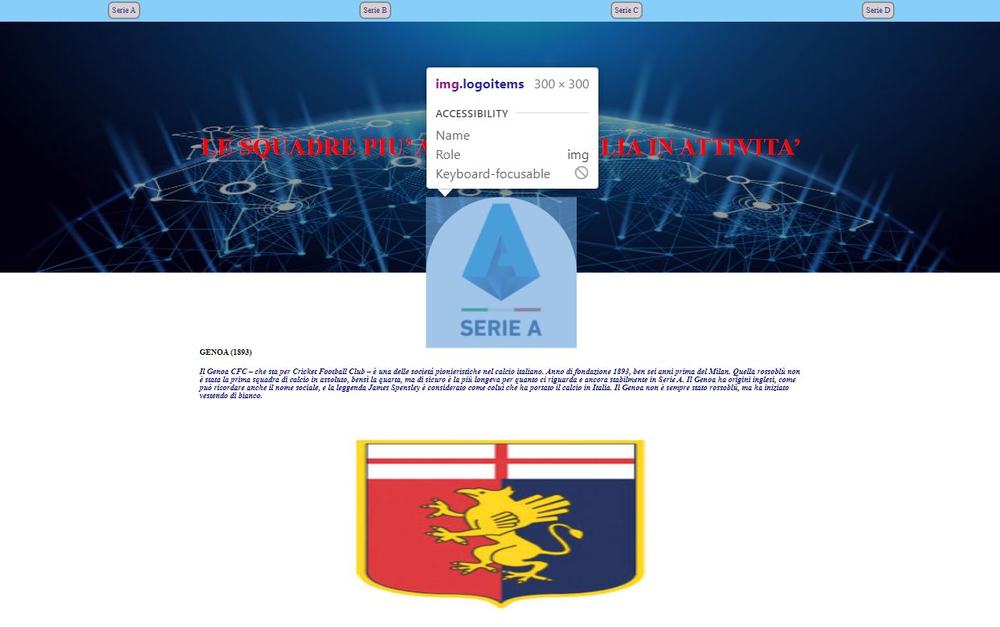 Serie A
Serie B
Serie C
Serie D
img.logoitems 300 × 300
ACCESSIBILITY
Name
Role img
Keyboard-focusable
LE SQUADRE PIU’ A LIA IN ATTIVITA’
SERIE A
GENOA (1893)
Il Genoa CFC – che sta per Cricket Football Club – è una delle società pionieristiche nel calcio italiano. Anno di fondazione 1893, ben sei anni prima del Milan. Quella rossoblù non
è stata la prima squadra di calcio in assoluto, bensì la quarta, ma di sicuro è la più longeva per quanto ci riguarda e ancora stabilmente in Serie A. Il Genoa ha origini inglesi, come
può ricordare anche il nome sociale, e la leggenda James Spensley è considerato come colui che ha portato il calcio in Italia. Il Genoa non è sempre stato rossoblù, ma ha iniziato
vestendo di bianco.